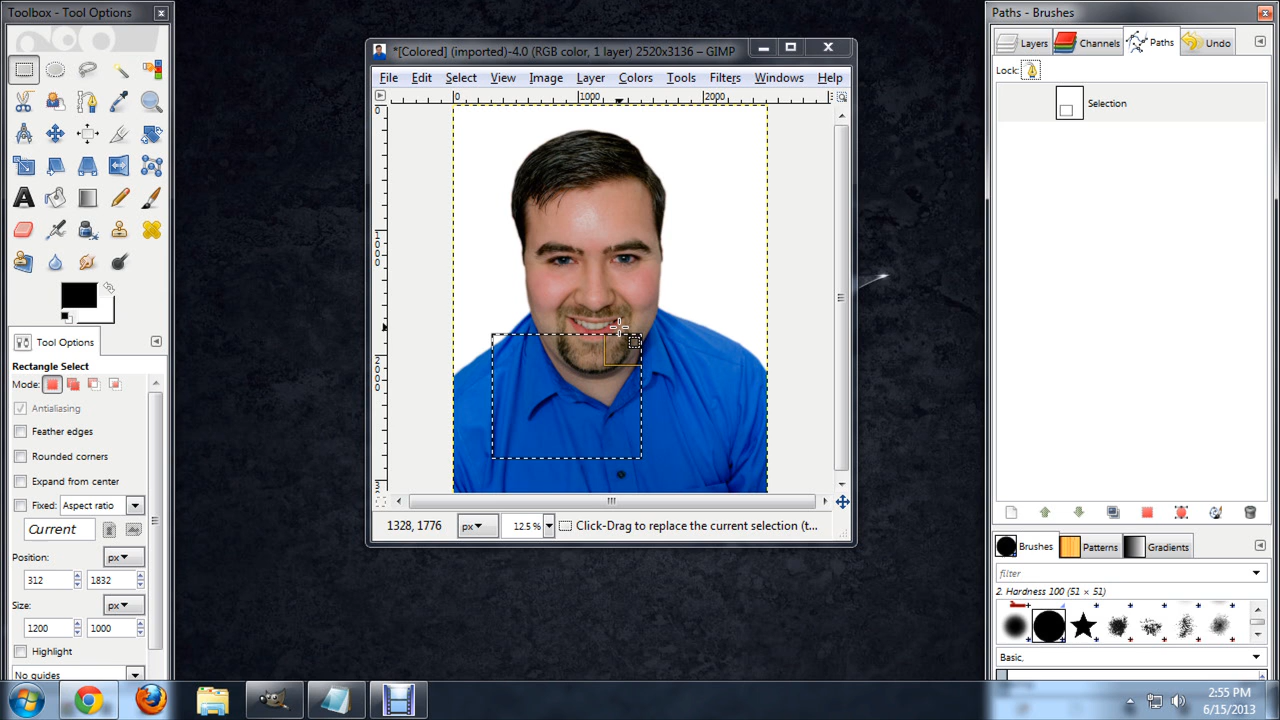 Toolbox - Tool Options
Tool Options
Rectangle Select
Mode:
Antialiasing
Feather edges
Rounded corners
Expand from center
Fixed: Aspect ratio
Current
Position: px
312 1832
Size: px
1200 1000
Highlight
No guides
*[Colored] (imported)-4.0 (RGB color, 1 layer) 2520x3136 – GIMP
File Edit Select View Image Layer Colors Tools Filters Windows Help
0 1000 2000
0
1000
2000
3
1328, 1776 px 12.5 % Click-Drag to replace the current selection (t...
Paths - Brushes
Layers Channels Paths Undo
Lock:
Selection
Brushes Patterns Gradients
filter
2. Hardness 100 (51 × 51)
Basic,
2:55 PM
6/15/2013